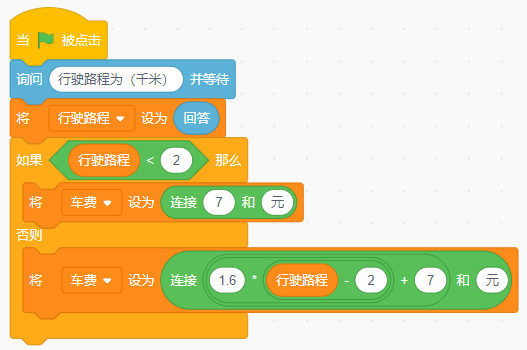 当 被点击
询问 行驶路程为（千米） 并等待
将 行驶路程 设为 回答
如果 行驶路程 < 2 那么
将 车费 设为 连接 7 和 元
否则
将 车费 设为 连接 1.6 * 行驶路程 - 2 + 7 和 元